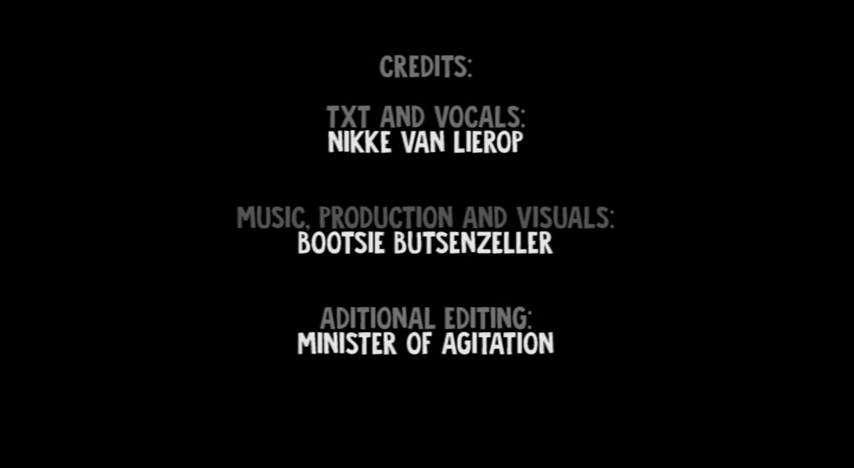 CREDITS:
TXT AND VOCALS:
NIKKE VAN LIEROP
MUSIC, PRODUCTION AND VISUALS:
BOOTSIE BUTSENZELLER
ADITIONAL EDITING:
MINISTER OF AGITATION